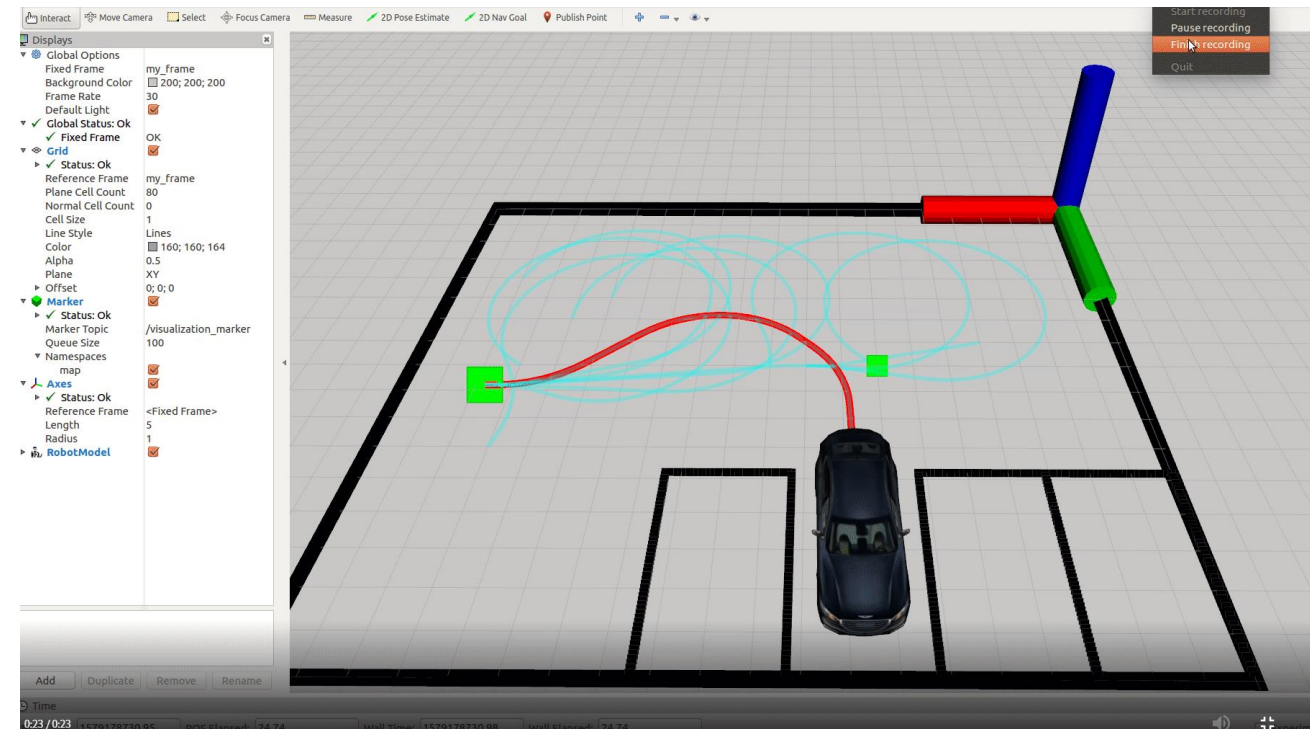 Interact Move Camera Select Focus Camera Measure 2D Pose Estimate 2D Nav Goal Publish Point
Start recording
Pause recording
Finish recording
Quit
Displays
Global Options
Fixed Frame my_frame
Background Color 200; 200; 200
Frame Rate 30
Default Light
Global Status: Ok
Fixed Frame OK
Grid
Status: Ok
Reference Frame my_frame
Plane Cell Count 80
Normal Cell Count 0
Cell Size 1
Line Style Lines
Color 160; 160; 164
Alpha 0.5
Plane XY
Offset 0; 0; 0
Marker
Status: Ok
Marker Topic /visualization_marker
Queue Size 100
Namespaces
map
Axes
Status: Ok
Reference Frame <Fixed Frame>
Length 5
Radius 1
RobotModel
Add Duplicate Remove Rename
Time
0:23 / 0:23 1579178730.95 ROS Elapsed: 24.74 Wall Time: 1579178730.98 Wall Elapsed: 24.74